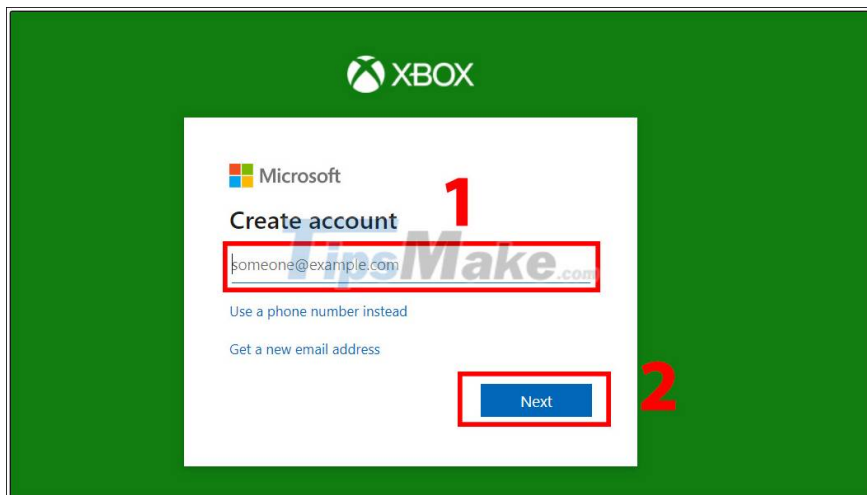 XBOX
Microsoft
1
Create account
TipsMake.com
someone@example.com
Use a phone number instead
Get a new email address
Next
2